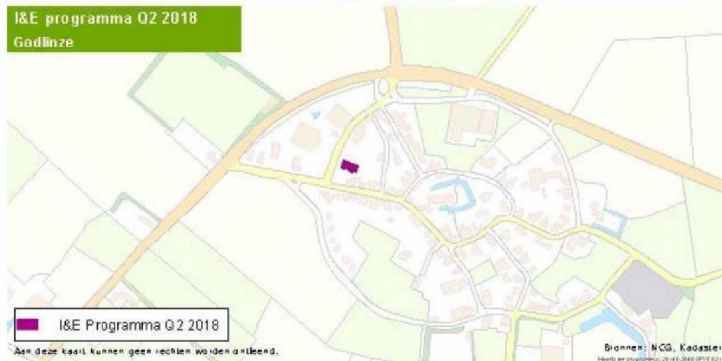 I&E programma Q2 2018
Godlinze
I&E Programma Q2 2018
Aan deze kaart kunnen geen rechten worden ontleend.
Bronnen: NCG, Kadaster